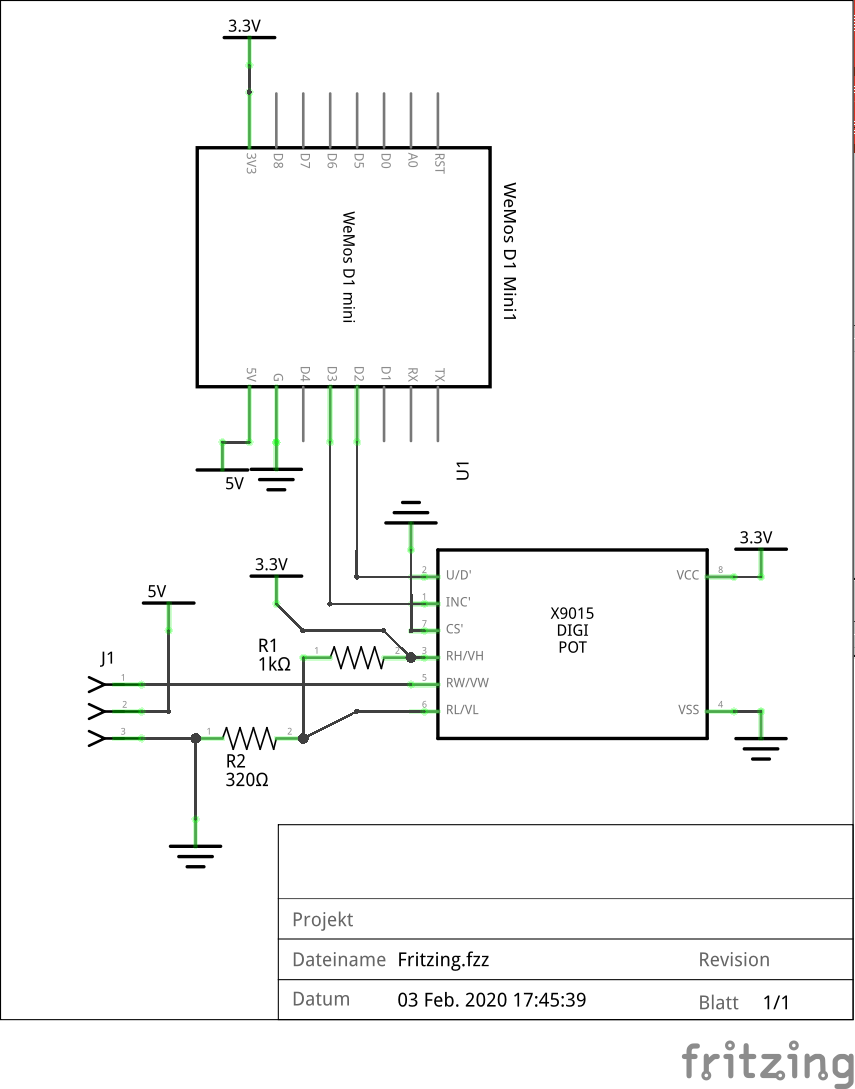 3.3V
3V3
D8
D7
D6
D5
D0
A0
RST
WeMos D1 mini
WeMos D1 Mini1
5V
G
D4
D3
D2
D1
RX
TX
5V
U1
3.3V
5V
J1
1
2
3
R1
1kΩ
1
2
R2
320Ω
1
2
2
1
7
3
5
6
U/D'
INC'
CS'
RH/VH
RW/VW
RL/VL
X9015
DIGI
POT
VCC
VSS
8
4
3.3V
Projekt
Dateiname Fritzing.fzz Revision
Datum 03 Feb. 2020 17:45:39 Blatt 1/1
fritzing